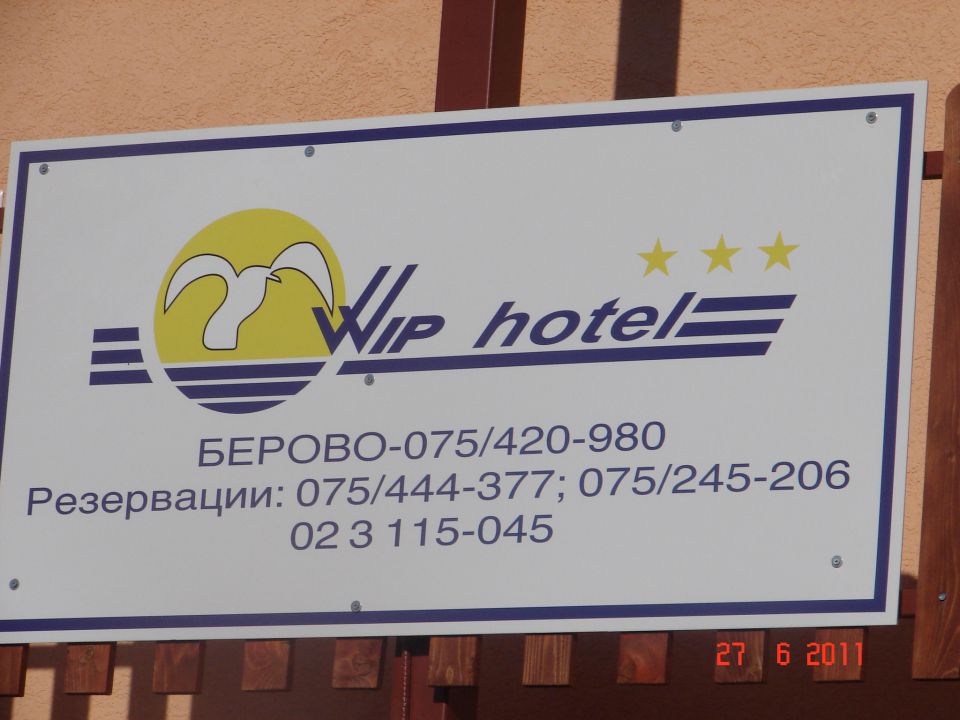 WIP hotel
БЕРОВО-075/420-980
Резервации: 075/444-377; 075/245-206
02 3 115-045
27 6 2011